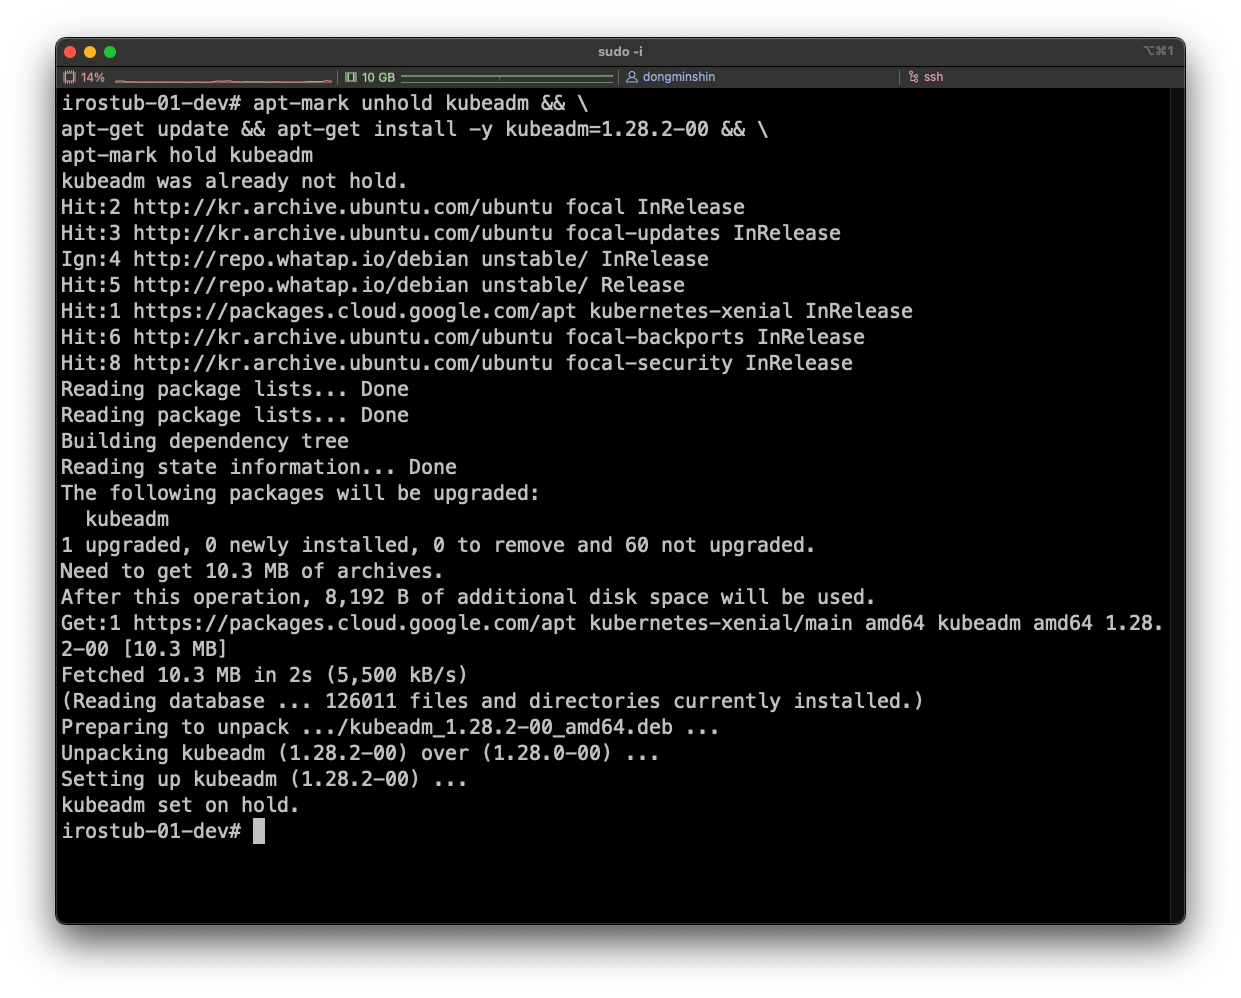 sudo -i
⌥⌘1
14%
10 GB
dongminshin
ssh
irostub-01-dev# apt-mark unhold kubeadm && \
apt-get update && apt-get install -y kubeadm=1.28.2-00 && \
apt-mark hold kubeadm
kubeadm was already not hold.
Hit:2 http://kr.archive.ubuntu.com/ubuntu focal InRelease
Hit:3 http://kr.archive.ubuntu.com/ubuntu focal-updates InRelease
Ign:4 http://repo.whatap.io/debian unstable/ InRelease
Hit:5 http://repo.whatap.io/debian unstable/ Release
Hit:1 https://packages.cloud.google.com/apt kubernetes-xenial InRelease
Hit:6 http://kr.archive.ubuntu.com/ubuntu focal-backports InRelease
Hit:8 http://kr.archive.ubuntu.com/ubuntu focal-security InRelease
Reading package lists... Done
Reading package lists... Done
Building dependency tree
Reading state information... Done
The following packages will be upgraded:
  kubeadm
1 upgraded, 0 newly installed, 0 to remove and 60 not upgraded.
Need to get 10.3 MB of archives.
After this operation, 8,192 B of additional disk space will be used.
Get:1 https://packages.cloud.google.com/apt kubernetes-xenial/main amd64 kubeadm amd64 1.28.
2-00 [10.3 MB]
Fetched 10.3 MB in 2s (5,500 kB/s)
(Reading database ... 126011 files and directories currently installed.)
Preparing to unpack .../kubeadm_1.28.2-00_amd64.deb ...
Unpacking kubeadm (1.28.2-00) over (1.28.0-00) ...
Setting up kubeadm (1.28.2-00) ...
kubeadm set on hold.
irostub-01-dev#